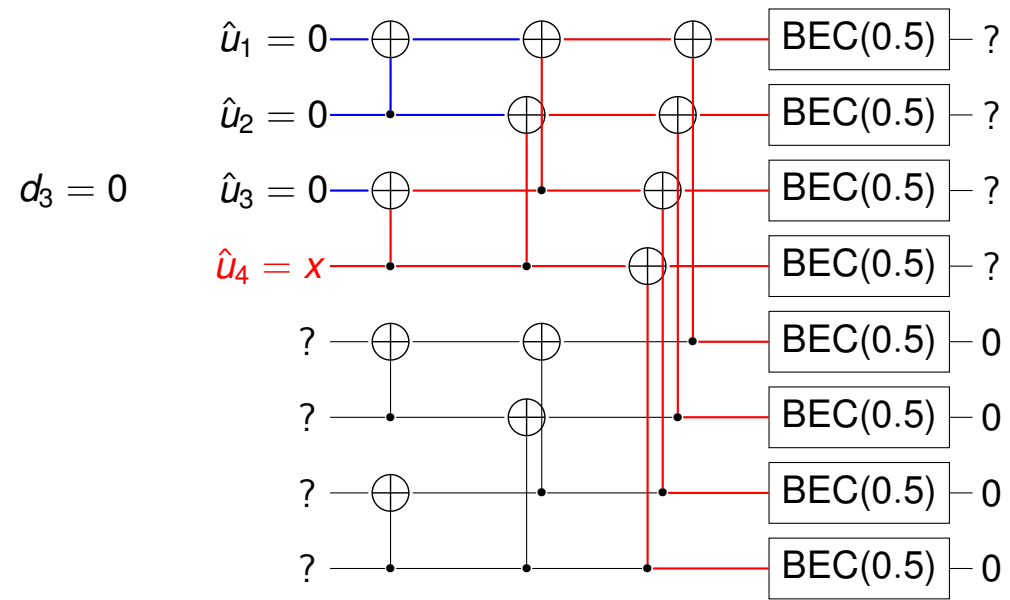 û₁ = 0 BEC(0.5) ?
û₂ = 0 BEC(0.5) ?
d₃ = 0 û₃ = 0 BEC(0.5) ?
û₄ = x BEC(0.5) ?
? BEC(0.5) 0
? BEC(0.5) 0
? BEC(0.5) 0
? BEC(0.5) 0